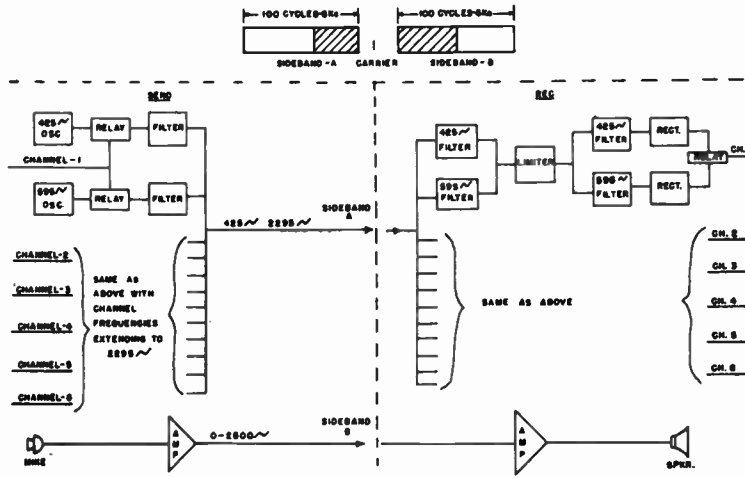 100 CYCLES-6Kc
100 CYCLES-6Kc
SIDEBAND-A CARRIER SIDEBAND-B
SEND
REC
425~ OSC.
RELAY
FILTER
CHANNEL-1
595~ OSC.
RELAY
FILTER
425~ FILTER
595~ FILTER
LIMITER
425~ FILTER
RECT.
596~ FILTER
RECT.
RELAY
CH.
SIDEBAND A
425~ 2295~
CHANNEL-2
CHANNEL-3
CHANNEL-4
CHANNEL-5
CHANNEL-6
SAME AS
ABOVE WITH
CHANNEL
FREQUENCIES
EXTENDING TO
2295~
SAME AS ABOVE
CH. 2
CH. 3
CH. 4
CH. 5
CH. 6
SIDEBAND B
MIKE
AMP
0-2600~
AMP
SPKR.